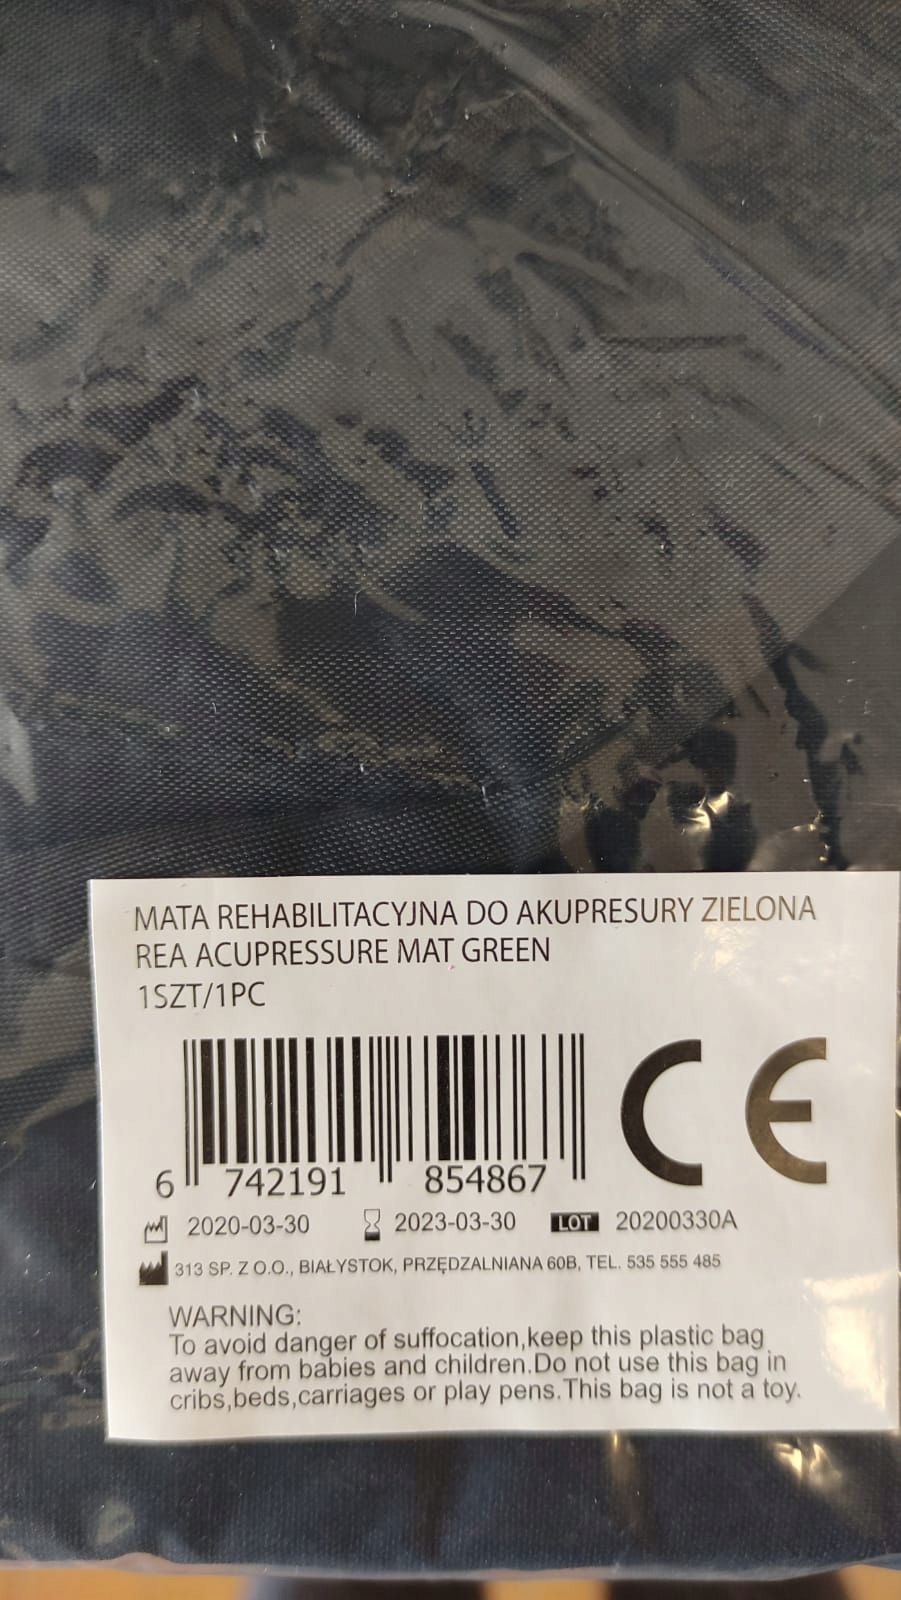 MATA REHABILITACYJNA DO AKUPRESURY ZIELONA
REA ACUPRESSURE MAT GREEN
1SZT/1PC
CE
6 742191 854867
2020-03-30 2023-03-30 LOT 20200330A
313 SP. Z O.O., BIAŁYSTOK, PRZĘDZALNIANA 60B, TEL. 535 555 485
WARNING:
To avoid danger of suffocation,keep this plastic bag
away from babies and children.Do not use this bag in
cribs,beds,carriages or play pens.This bag is not a toy.